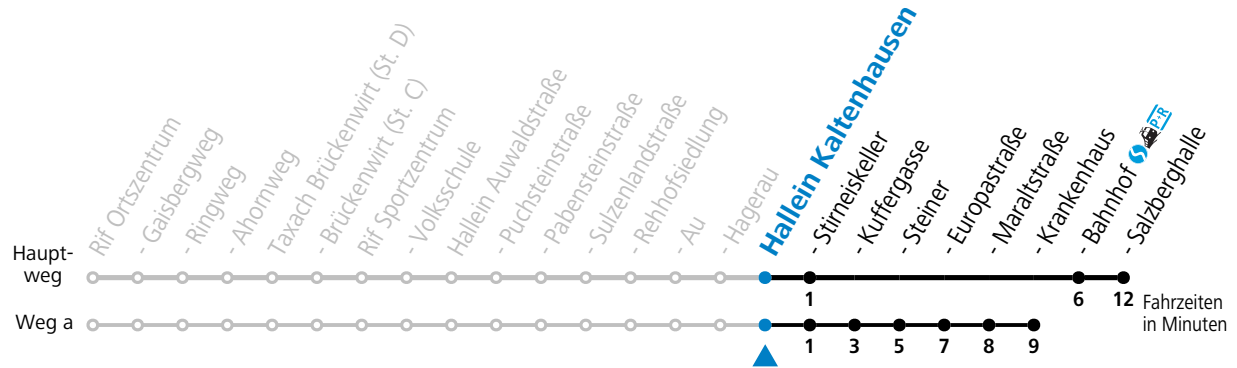 Rif Ortszentrum
- Gaisbergweg
- Ringweg
- Ahornweg
Taxach Brückenwirt (St. D)
- Brückenwirt (St. C)
Rif Sportzentrum
- Volksschule
Hallein Auwaldstraße
- Puchsteinstraße
- Pabensteinstraße
- Sulzenlandstraße
- Rehhofsiedlung
- Au
- Hagerau
Hallein Kaltenhausen
- Stirneiskeller
- Kuffergasse
- Steiner
- Europastraße
- Maraltstraße
- Krankenhaus
- Bahnhof P+R
- Salzberghalle
Haupt-
weg
1 6 12
Fahrzeiten
in Minuten
Weg a
1 3 5 7 8 9